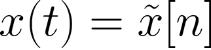 x(t) = x̃[n]